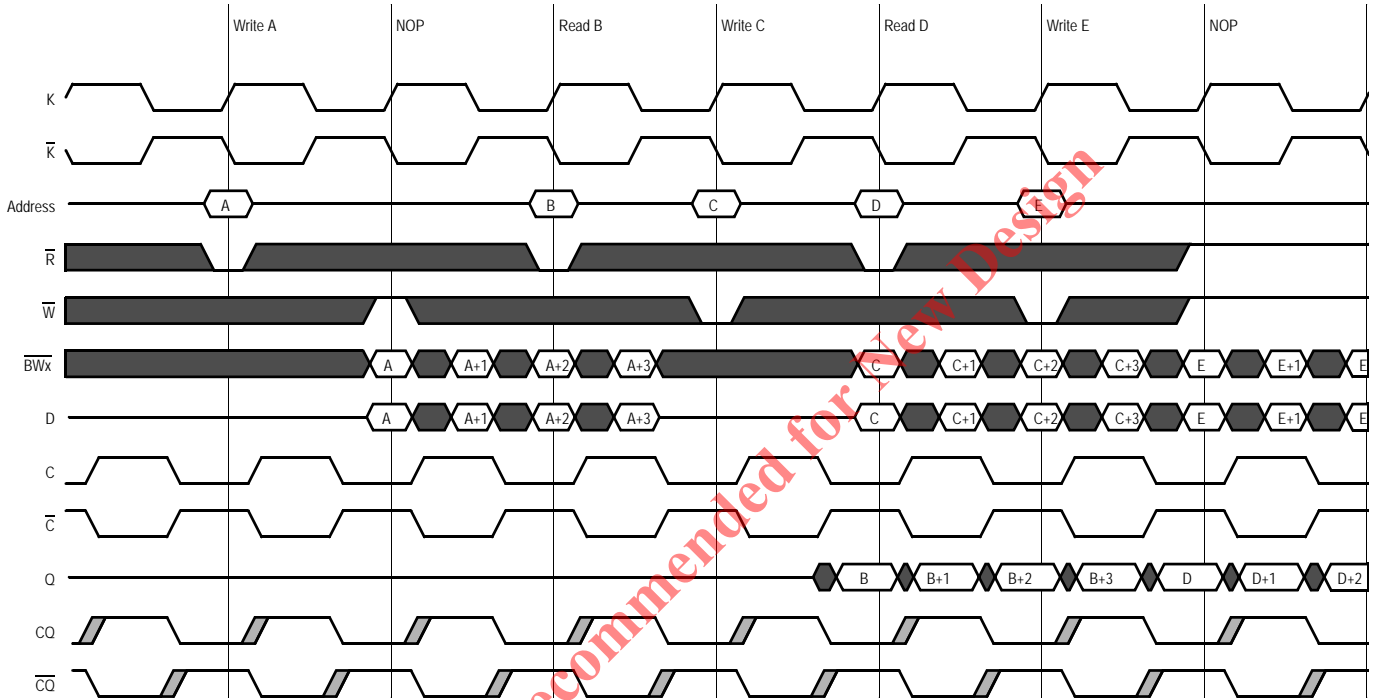 Write A NOP Read B Write C Read D Write E NOP
K
K
Address A B C D E
R
W
BWx A A+1 A+2 A+3 C C+1 C+2 C+3 E E+1 E
D A A+1 A+2 A+3 C C+1 C+2 C+3 E E+1 E
C
C
Q B B+1 B+2 B+3 D D+1 D+2
CQ
CQ
ecommended for New Design